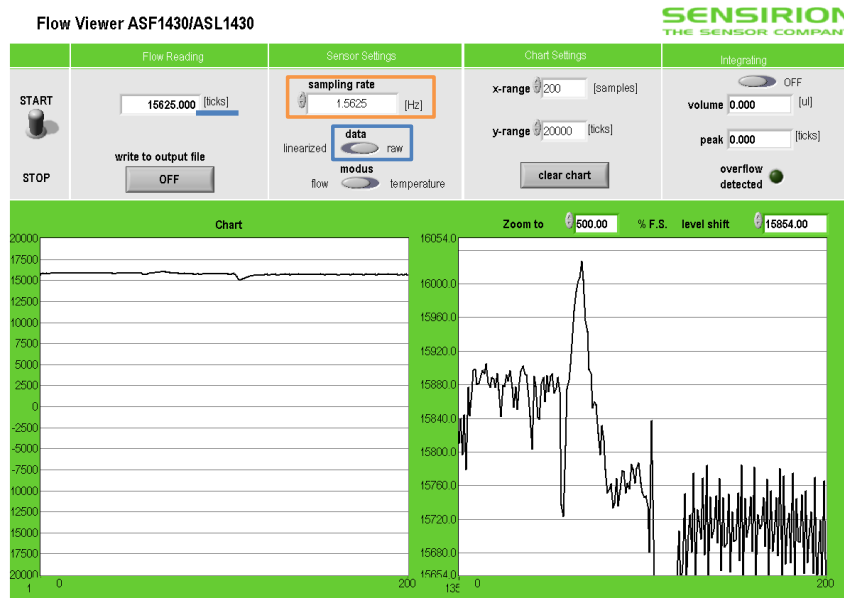 Flow Viewer ASF1430/ASL1430
SENSIRION
THE SENSOR COMPANY
Flow Reading
Sensor Settings
Chart Settings
Integrating
START
STOP
15625.000 [ticks]
write to output file
OFF
sampling rate
1.5625 [Hz]
data
linearized raw
modus
flow temperature
x-range 200 [samples]
y-range 20000 [ticks]
clear chart
OFF
volume 0.000 [ul]
peak 0.000 [ticks]
overflow
detected
Chart
20000
17500
15000
12500
10000
7500
5000
2500
0
-2500
-5000
-7500
10000
12500
15000
17500
20000
1 0 200
Zoom to 500.00 % F.S. level shift 15854.00
16054.0
16000.0
15960.0
15920.0
15880.0
15840.0
15800.0
15760.0
15720.0
15680.0
15654.0
135 0 200